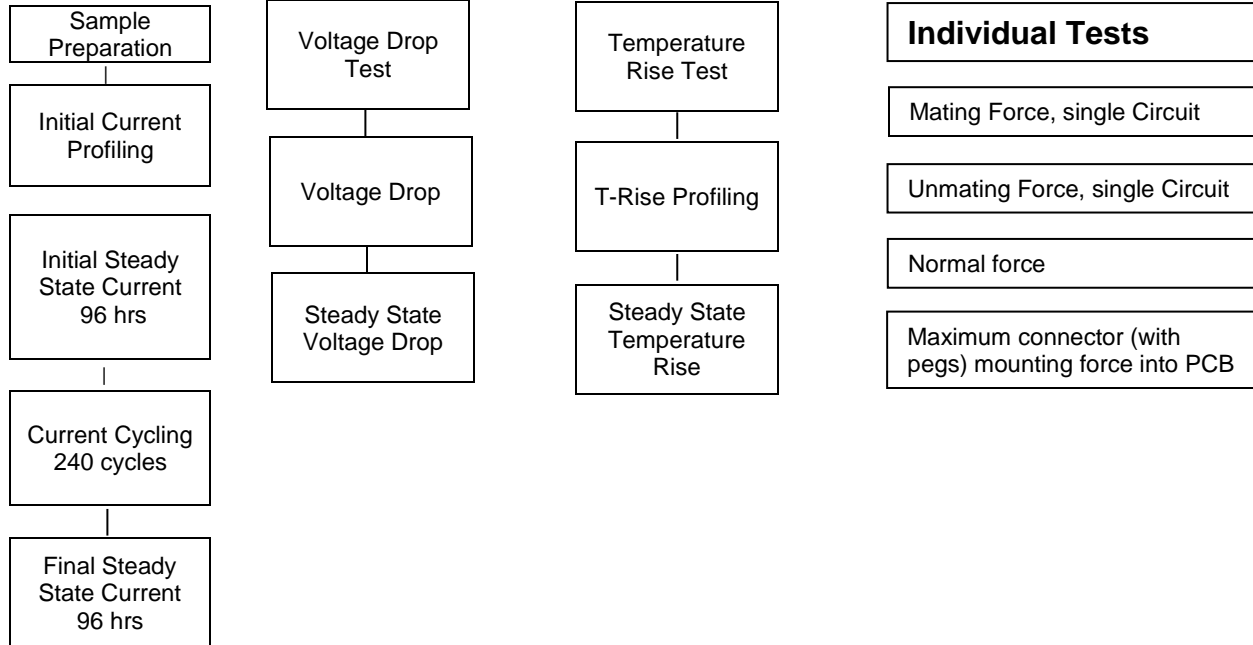 Sample
Preparation
Initial Current
Profiling
Initial Steady
State Current
96 hrs
Current Cycling
240 cycles
Final Steady
State Current
96 hrs
Voltage Drop
Test
Voltage Drop
Steady State
Voltage Drop
Temperature
Rise Test
T-Rise Profiling
Steady State
Temperature
Rise
Individual Tests
Mating Force, single Circuit
Unmating Force, single Circuit
Normal force
Maximum connector (with
pegs) mounting force into PCB